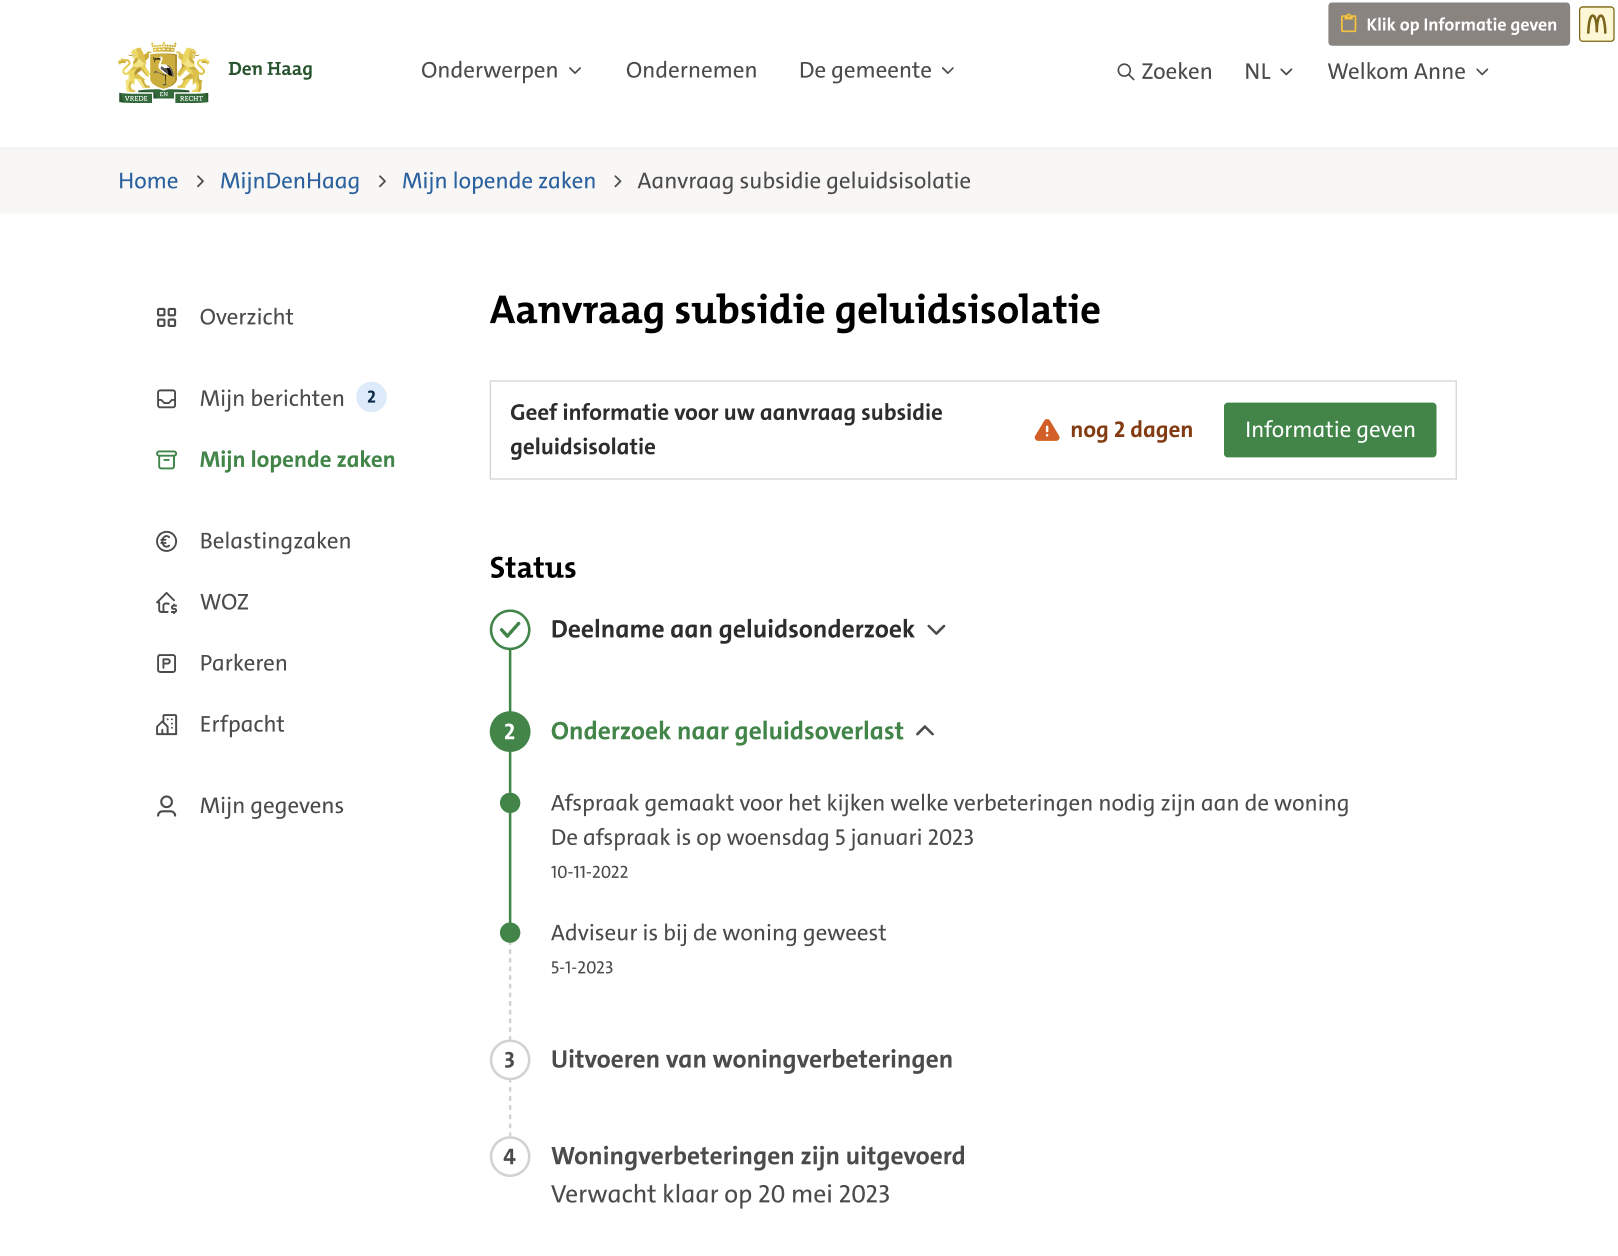 Klik op Informatie geven
VREDE EN RECHT
Den Haag
Onderwerpen
Ondernemen
De gemeente
Zoeken
NL
Welkom Anne
Home > MijnDenHaag > Mijn lopende zaken > Aanvraag subsidie geluidsisolatie
Overzicht
Mijn berichten 2
Mijn lopende zaken
€ Belastingzaken
WOZ
P Parkeren
Erfpacht
Mijn gegevens
Aanvraag subsidie geluidsisolatie
Geef informatie voor uw aanvraag subsidie
geluidsisolatie
nog 2 dagen
Informatie geven
Status
Deelname aan geluidsonderzoek
2 Onderzoek naar geluidsoverlast
Afspraak gemaakt voor het kijken welke verbeteringen nodig zijn aan de woning
De afspraak is op woensdag 5 januari 2023
10-11-2022
Adviseur is bij de woning geweest
5-1-2023
3 Uitvoeren van woningverbeteringen
4 Woningverbeteringen zijn uitgevoerd
Verwacht klaar op 20 mei 2023